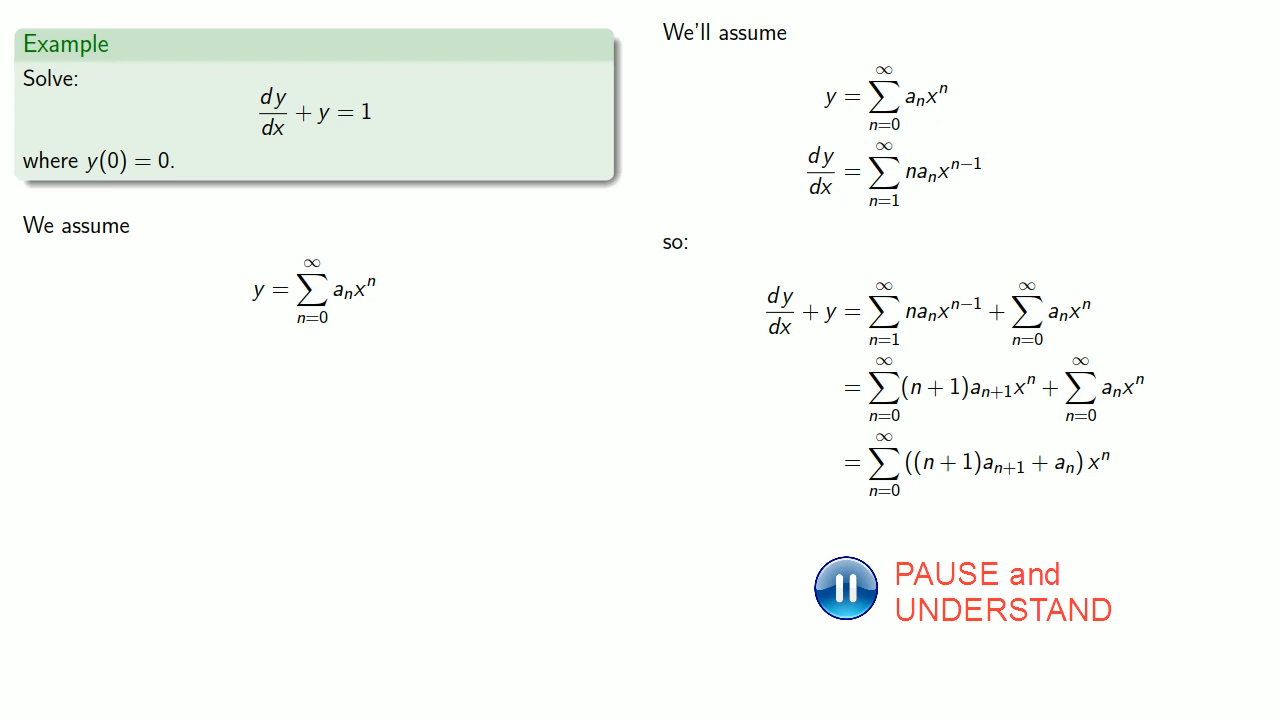 Example
Solve:
dy/dx + y = 1
where y(0) = 0.
We assume
y = ∑_{n=0}^{∞} a_n x^n
We'll assume
y = ∑_{n=0}^{∞} a_n x^n
dy/dx = ∑_{n=1}^{∞} na_n x^{n−1}
so:
dy/dx + y = ∑_{n=1}^{∞} na_n x^{n−1} + ∑_{n=0}^{∞} a_n x^n
= ∑_{n=0}^{∞} (n + 1)a_{n+1} x^n + ∑_{n=0}^{∞} a_n x^n
= ∑_{n=0}^{∞} ((n + 1)a_{n+1} + a_n) x^n
PAUSE and
UNDERSTAND